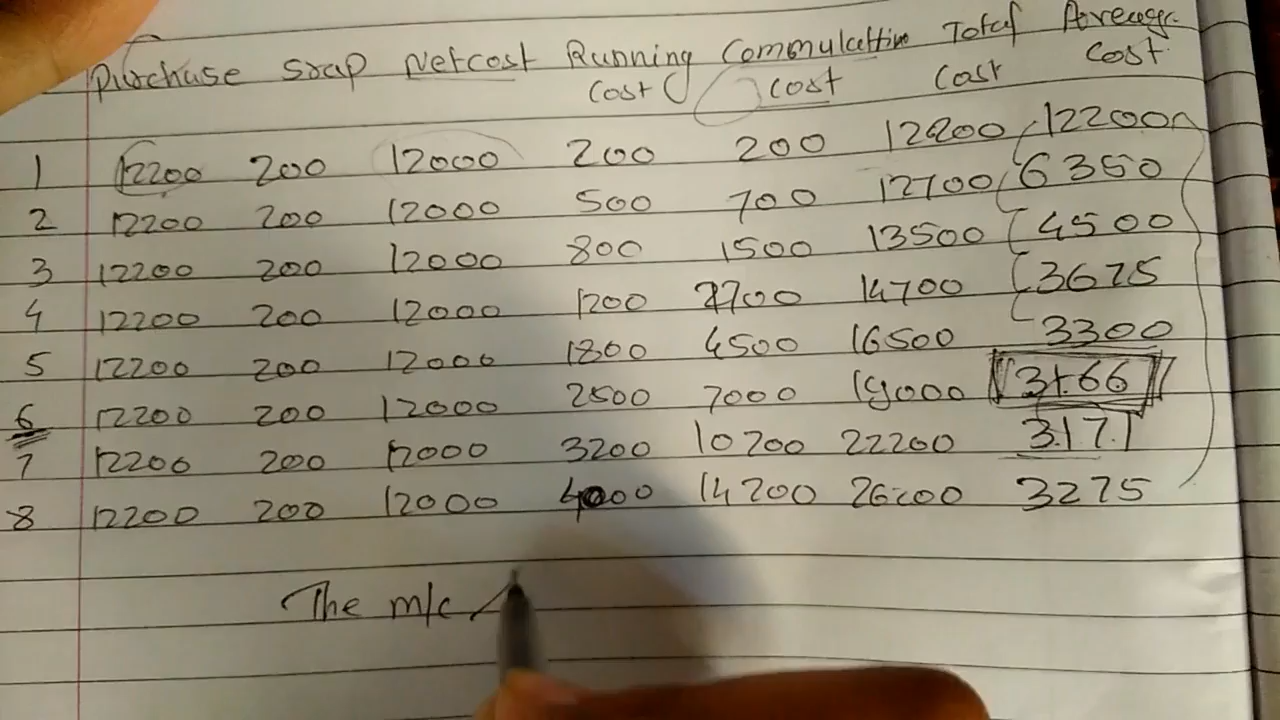 Purchase Srap Netcost Running Commulcattive Total Average
cost cost cost cost
1 12200 200 12000 200 200 12200 12200
2 12200 200 12000 500 700 12700 6350
3 12200 200 12000 800 1500 13500 4500
4 12200 200 12000 1200 2700 14700 3675
5 12200 200 12000 1800 4500 16500 3300
6 12200 200 12000 2500 7000 19000 3166
7 12200 200 12000 3200 10200 22200 3171
8 12200 200 12000 4000 14200 26200 3275
The m/c